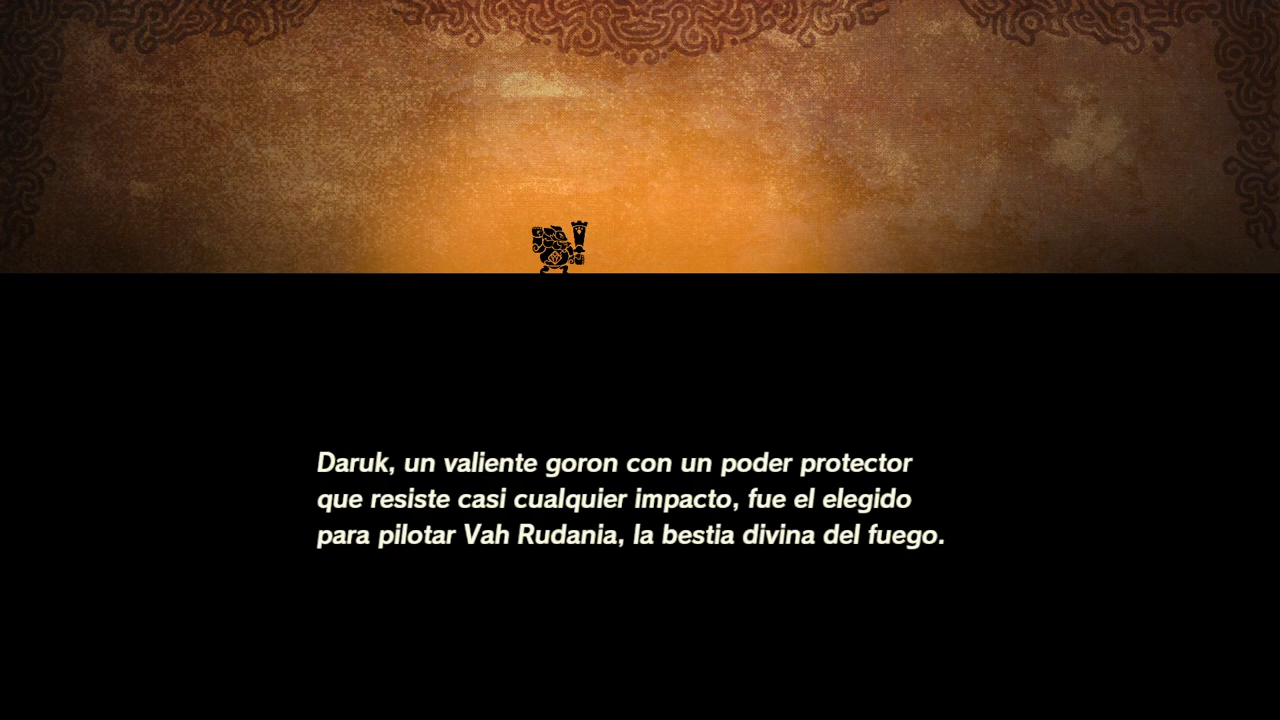 Daruk, un valiente goron con un poder protector
que resiste casi cualquier impacto, fue el elegido
para pilotar Vah Rudania, la bestia divina del fuego.